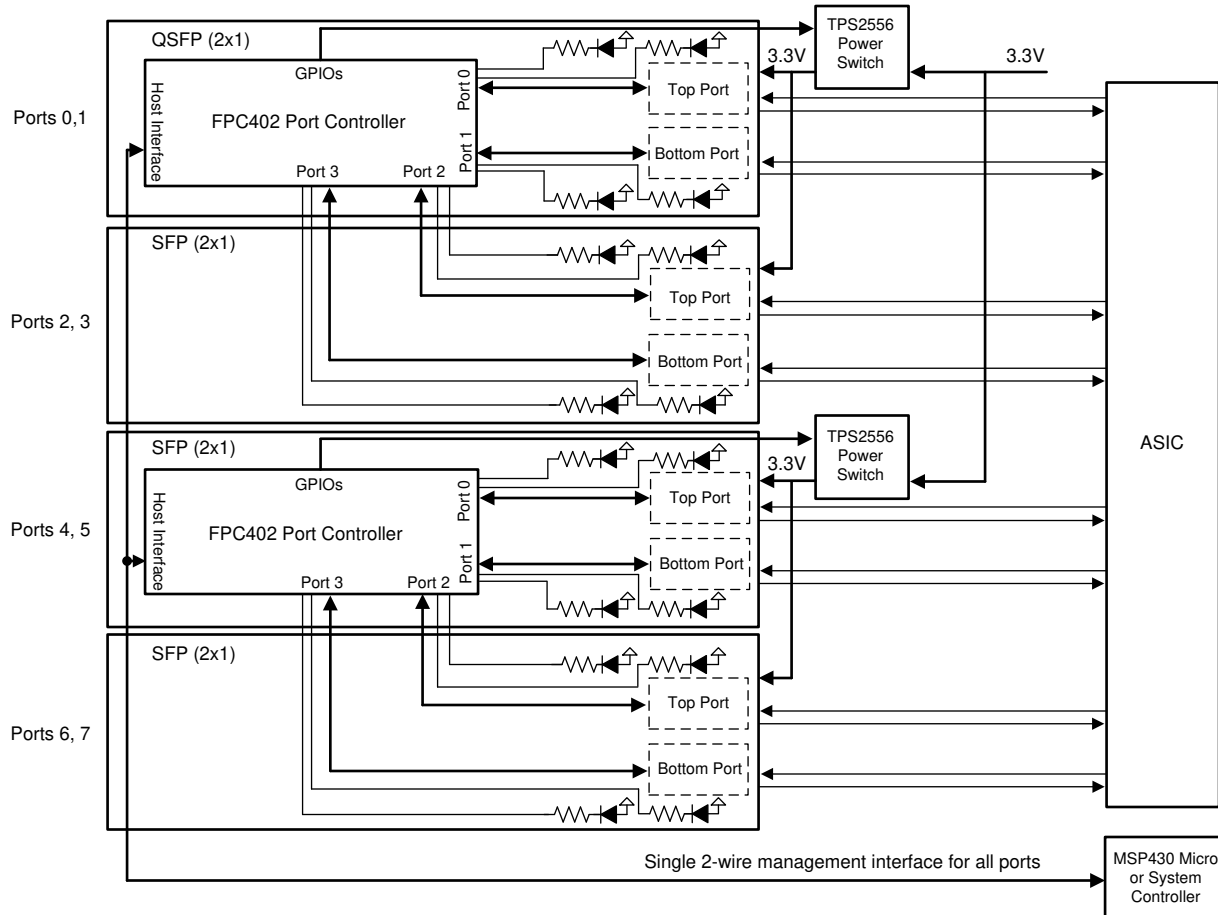 QSFP (2x1)
TPS2556
Power
Switch
3.3V
3.3V
GPIOs
Port 0
Top Port
Host Interface
Ports 0,1
FPC402 Port Controller
Port 1
Bottom Port
Port 3
Port 2
SFP (2x1)
Top Port
Ports 2, 3
Bottom Port
ASIC
SFP (2x1)
TPS2556
Power
Switch
3.3V
GPIOs
Port 0
Top Port
Host Interface
Ports 4, 5
FPC402 Port Controller
Port 1
Bottom Port
Port 3
Port 2
SFP (2x1)
Top Port
Ports 6, 7
Bottom Port
Single 2-wire management interface for all ports
MSP430 Micro
or System
Controller